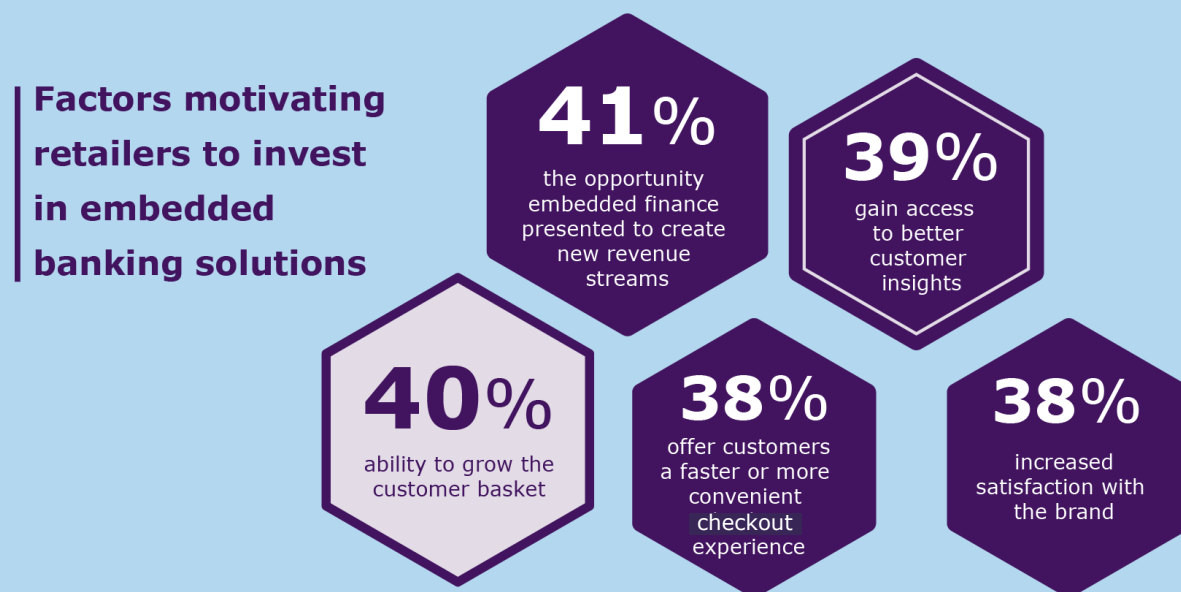 Factors motivating
retailers to invest
in embedded
banking solutions
41%
the opportunity
embedded finance
presented to create
new revenue
streams
39%
gain access
to better
customer
insights
40%
ability to grow the
customer basket
38%
offer customers
a faster or more
convenient
checkout
experience
38%
increased
satisfaction with
the brand